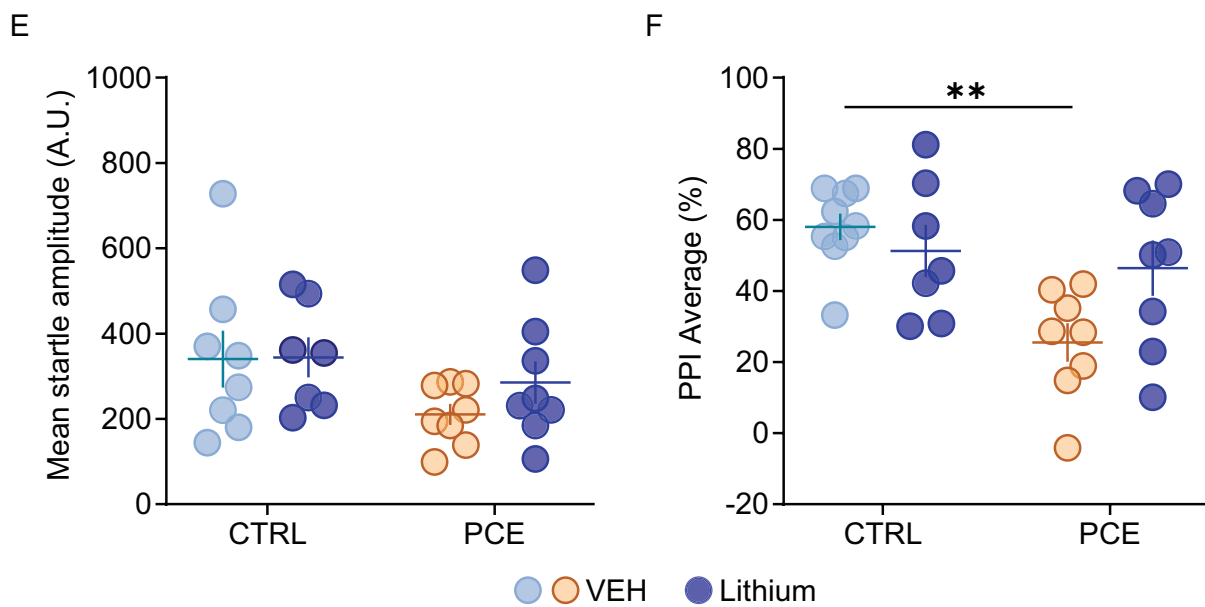 E
Mean startle amplitude (A.U.)
1000
800
600
400
200
0
CTRL
PCE
F
PPI Average (%)
100
80
60
40
20
0
-20
**
CTRL
PCE
VEH
Lithium